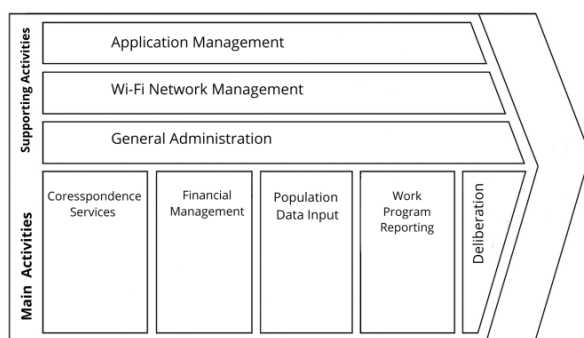 Supporting Activities
Application Management
Wi-Fi Network Management
General Administration
Main Activities
Coresspondence
Services
Financial
Management
Population
Data Input
Work
Program
Reporting
Deliberation